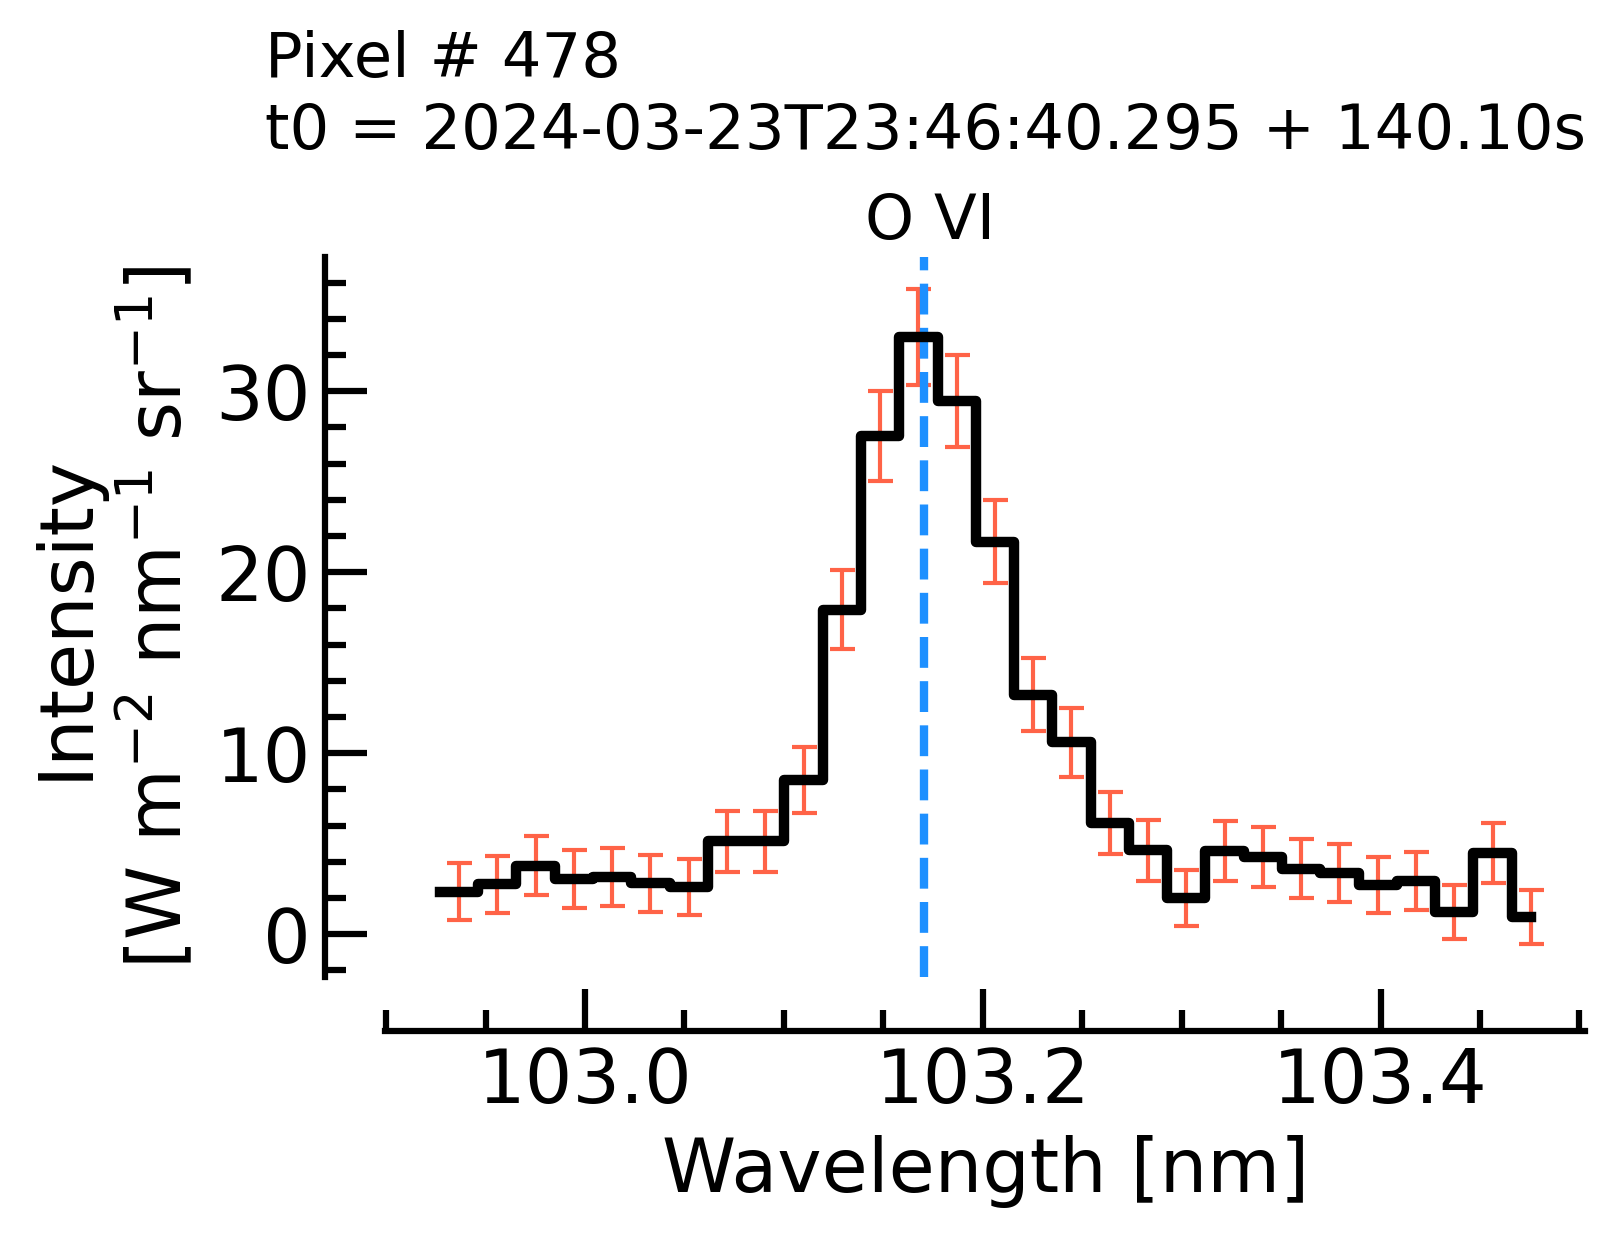 Pixel # 478
t0 = 2024-03-23T23:46:40.295 + 140.10s
O VI
Intensity
[W m⁻² nm⁻¹ sr⁻¹]
30
20
10
0
103.0 103.2 103.4
Wavelength [nm]